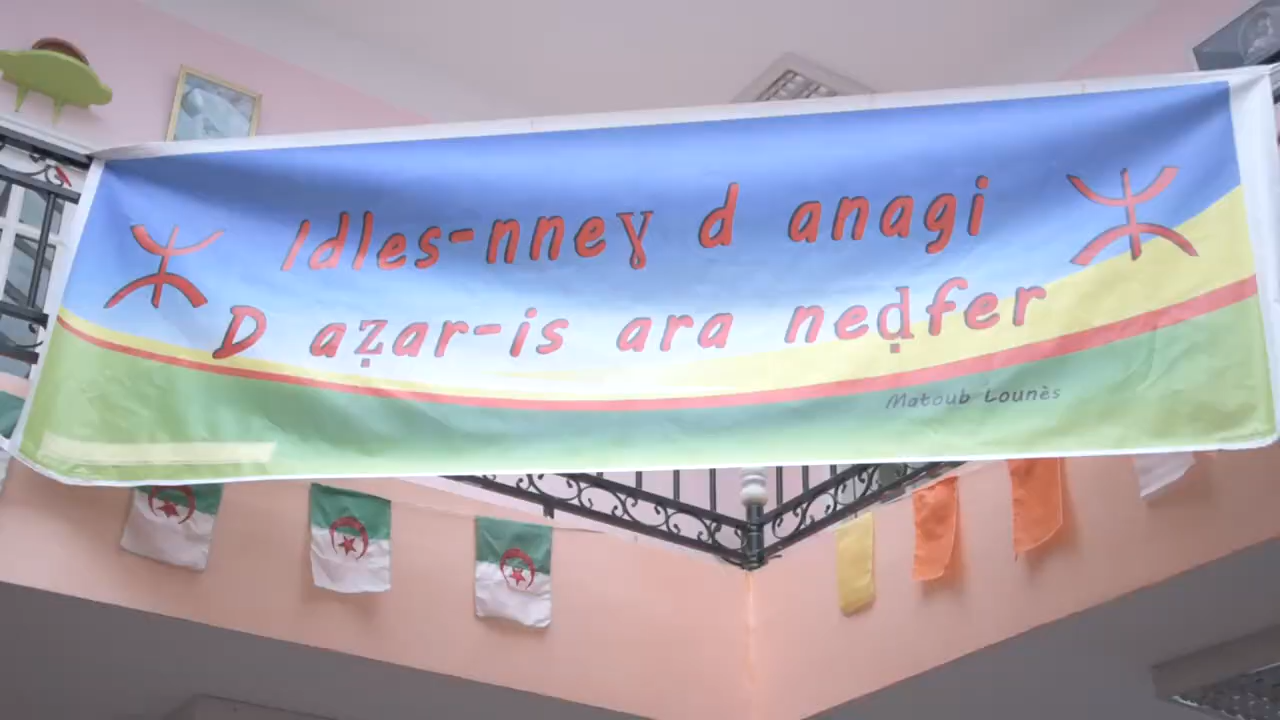 Idles-nneɣ d anagi
D aẓar-is ara neḍfer
Matoub Lounès